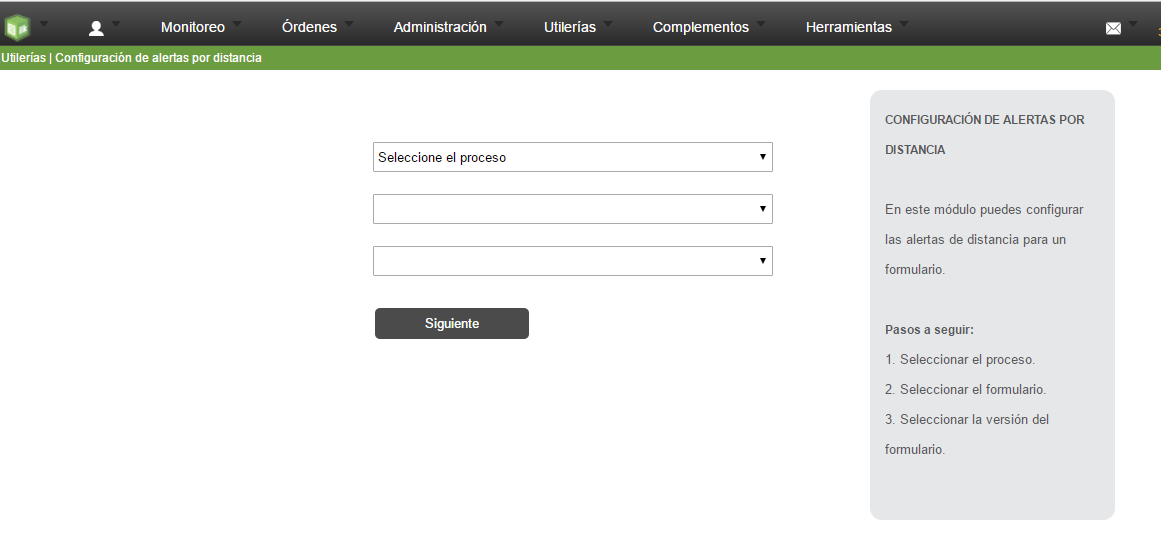 Monitoreo Órdenes Administración Utilerías Complementos Herramientas
Utilerías | Configuración de alertas por distancia
Seleccione el proceso
Siguiente
CONFIGURACIÓN DE ALERTAS POR
DISTANCIA
En este módulo puedes configurar
las alertas de distancia para un
formulario.
Pasos a seguir:
1. Seleccionar el proceso.
2. Seleccionar el formulario.
3. Seleccionar la versión del
formulario.